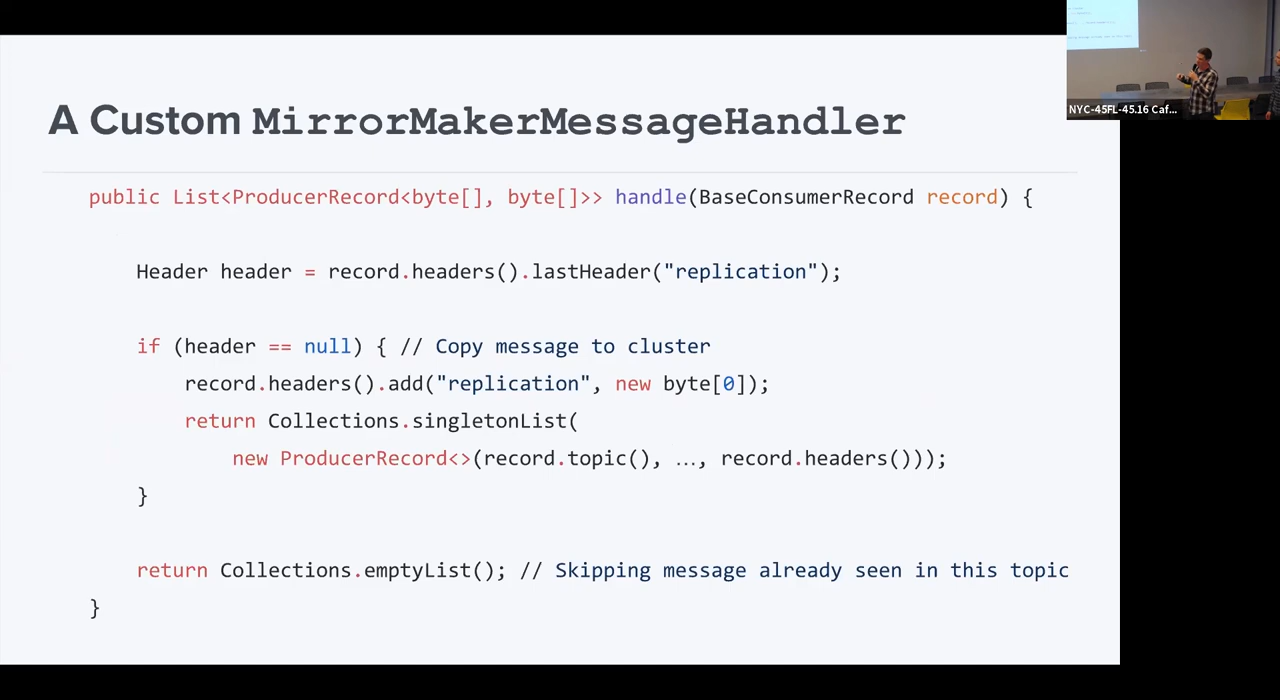 A Custom MirrorMakerMessageHandler
public List<ProducerRecord<byte[], byte[]>> handle(BaseConsumerRecord record) {
Header header = record.headers().lastHeader("replication");
if (header == null) { // Copy message to cluster
record.headers().add("replication", new byte[0]);
return Collections.singletonList(
new ProducerRecord<>(record.topic(), …, record.headers()));
}
return Collections.emptyList(); // Skipping message already seen in this topic
}
NYC-45FL-45.16 Caf...